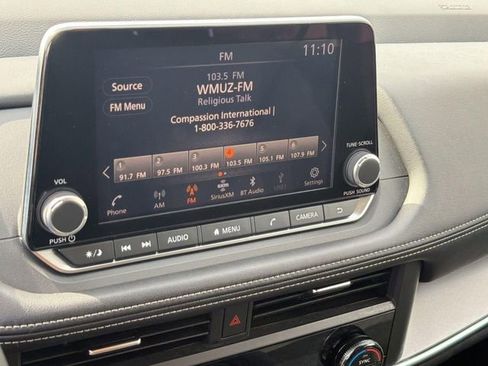 FM
11:10
103.5 FM
WMUZ-FM
Religious Talk
Source
FM Menu
Compassion International |
1-800-336-7676
1 2 3 4 5 6
91.7 FM 97.5 FM 100.3 FM 103.5 FM 105.1 FM 107.9 FM
Phone AM FM SiriusXM BT Audio USB1 Settings
VOL
PUSH
TUNE·SCROLL
PUSH SOUND
AUDIO MENU CAMERA
SYNC